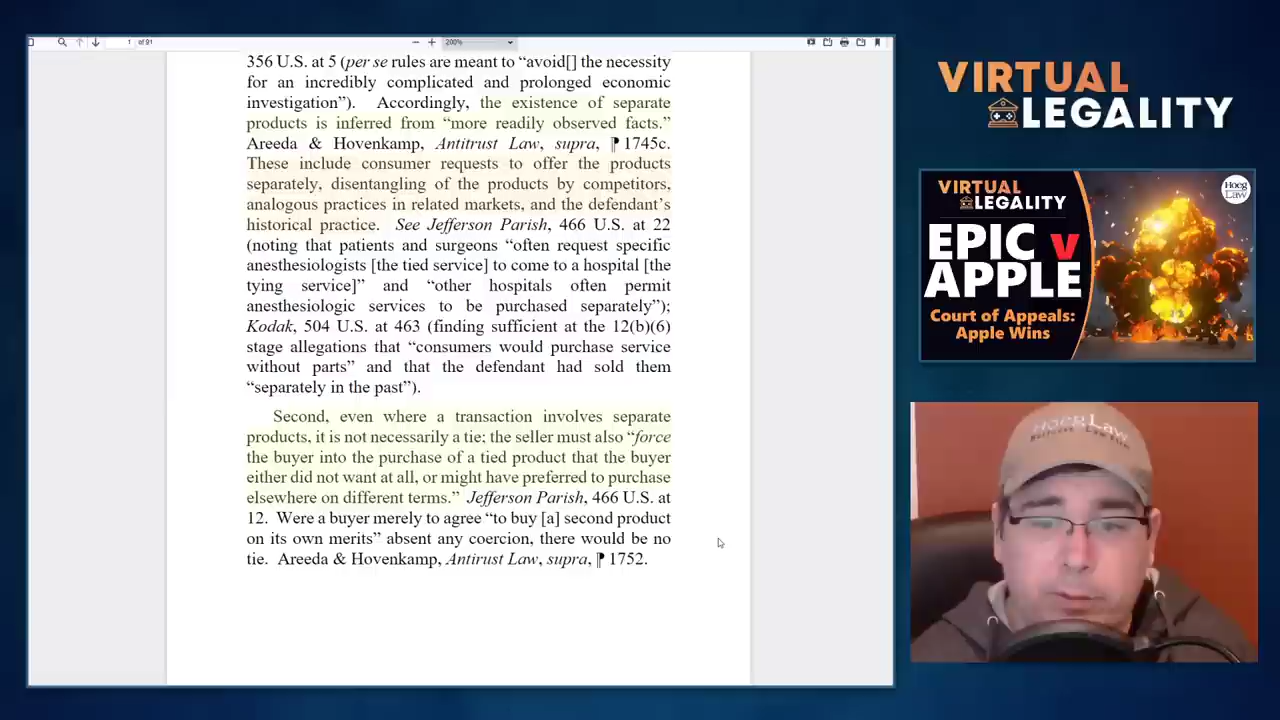 1 of 91
200%
356 U.S. at 5 (per se rules are meant to “avoid[] the necessity
for an incredibly complicated and prolonged economic
investigation”). Accordingly, the existence of separate
products is inferred from “more readily observed facts.”
Areeda & Hovenkamp, Antitrust Law, supra, ¶ 1745c.
These include consumer requests to offer the products
separately, disentangling of the products by competitors,
analogous practices in related markets, and the defendant’s
historical practice. See Jefferson Parish, 466 U.S. at 22
(noting that patients and surgeons “often request specific
anesthesiologists [the tied service] to come to a hospital [the
tying service]” and “other hospitals often permit
anesthesiologic services to be purchased separately”);
Kodak, 504 U.S. at 463 (finding sufficient at the 12(b)(6)
stage allegations that “consumers would purchase service
without parts” and that the defendant had sold them
“separately in the past”).
Second, even where a transaction involves separate
products, it is not necessarily a tie; the seller must also “force
the buyer into the purchase of a tied product that the buyer
either did not want at all, or might have preferred to purchase
elsewhere on different terms.” Jefferson Parish, 466 U.S. at
12. Were a buyer merely to agree “to buy [a] second product
on its own merits” absent any coercion, there would be no
tie. Areeda & Hovenkamp, Antirust Law, supra, ¶ 1752.
VIRTUAL
LEGALITY
VIRTUAL
LEGALITY
Hoeg
Law
EPIC v
APPLE
Court of Appeals:
Apple Wins
Hoeg Law